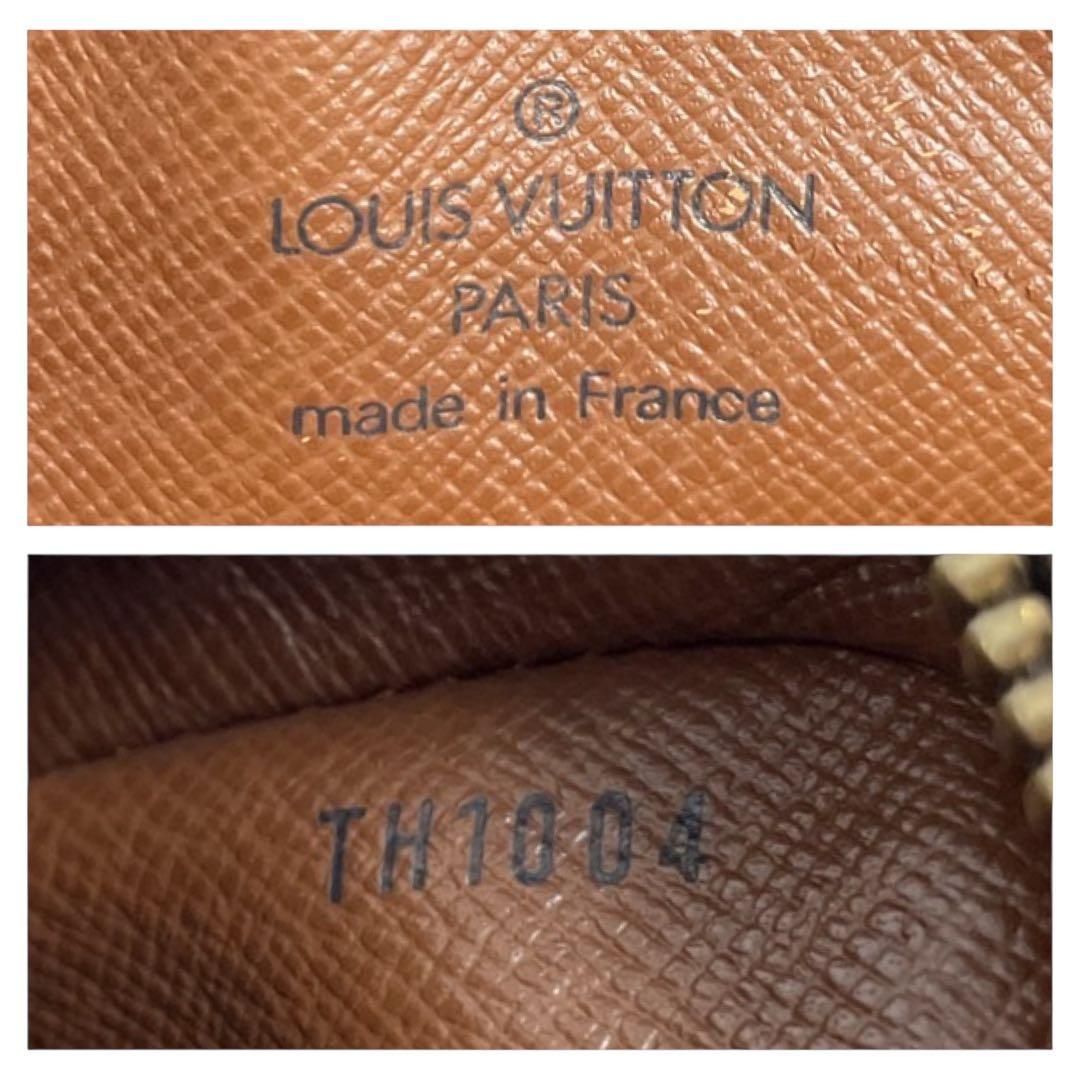 ®
LOUIS VUITTON
PARIS
made in France
TH1004